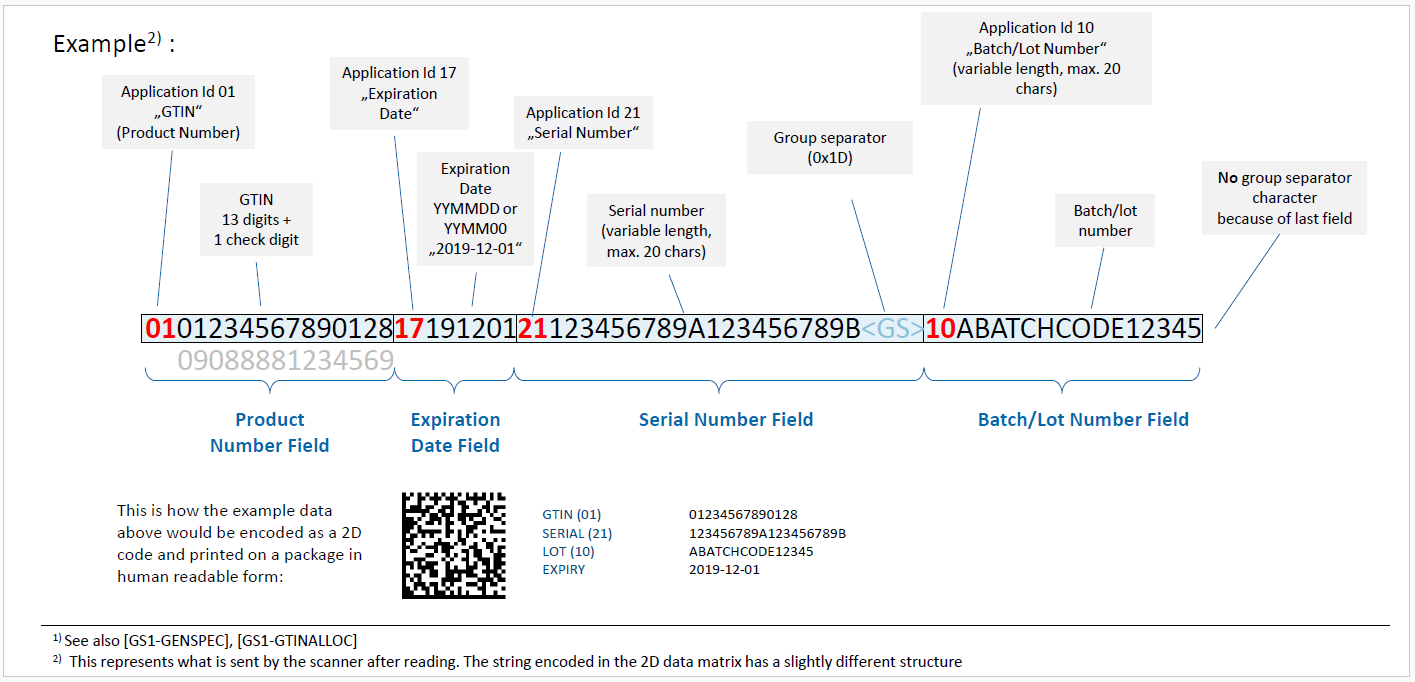 Example2) :
Application Id 01
„GTIN“
(Product Number)
GTIN
13 digits +
1 check digit
Application Id 17
„Expiration
Date“
Expiration
Date
YYMMDD or
YYMM00
„2019-12-01“
Application Id 21
„Serial Number“
Serial number
(variable length,
max. 20 chars)
Group separator
(0x1D)
Application Id 10
„Batch/Lot Number“
(variable length, max. 20
chars)
Batch/lot
number
No group separator
character
because of last field
01012345678901281719120121123456789A123456789B<GS>10ABATCHCODE12345
09088881234569
Product
Number Field
Expiration
Date Field
Serial Number Field
Batch/Lot Number Field
This is how the example data
above would be encoded as a 2D
code and printed on a package in
human readable form:
GTIN (01) 01234567890128
SERIAL (21) 123456789A123456789B
LOT (10) ABATCHCODE12345
EXPIRY 2019-12-01
1) See also [GS1-GENSPEC], [GS1-GTINALLOC]
2) This represents what is sent by the scanner after reading. The string encoded in the 2D data matrix has a slightly different structure